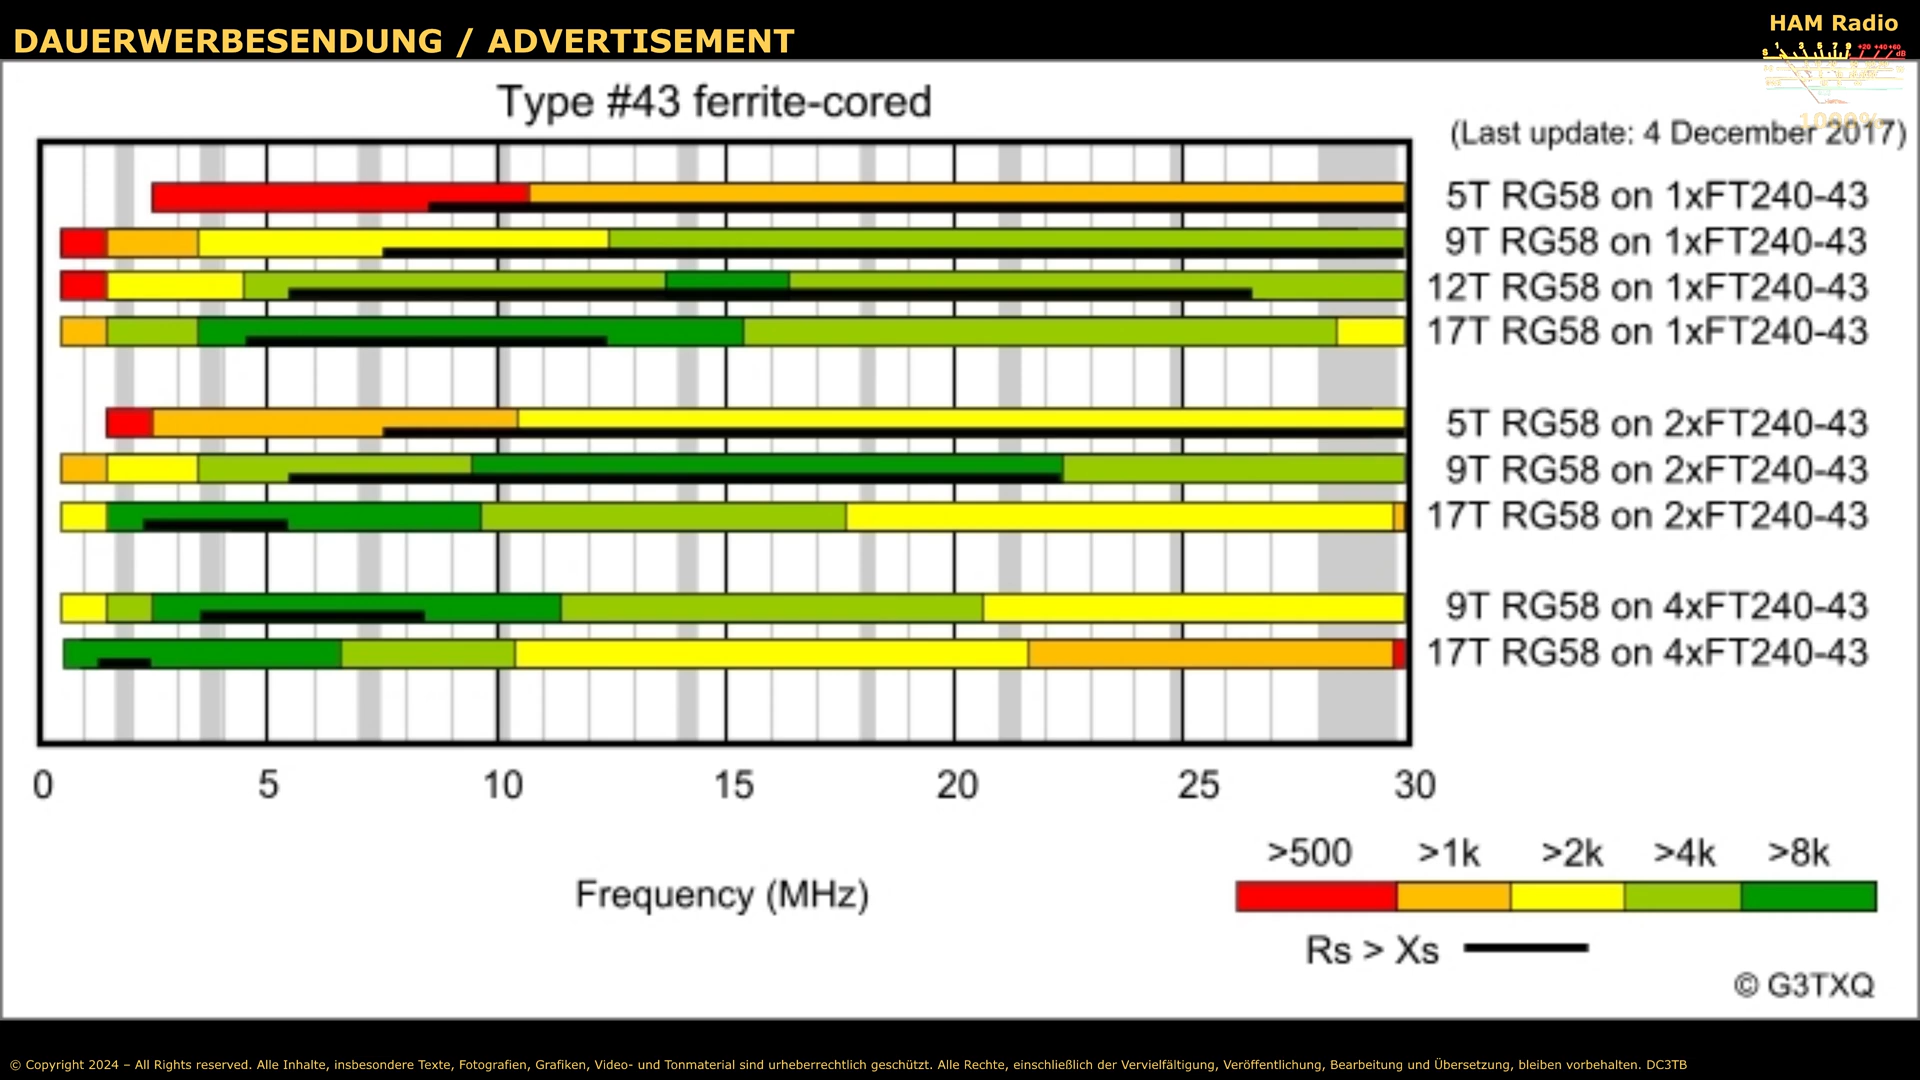 DAUERWERBESENDUNG / ADVERTISEMENT
HAM Radio
Type #43 ferrite-cored
(Last update: 4 December 2017)
5T RG58 on 1xFT240-43
9T RG58 on 1xFT240-43
12T RG58 on 1xFT240-43
17T RG58 on 1xFT240-43
5T RG58 on 2xFT240-43
9T RG58 on 2xFT240-43
17T RG58 on 2xFT240-43
9T RG58 on 4xFT240-43
17T RG58 on 4xFT240-43
0 5 10 15 20 25 30
Frequency (MHz)
>500 >1k >2k >4k >8k
Rs > Xs
© G3TXQ
© Copyright 2024 – All Rights reserved. Alle Inhalte, insbesondere Texte, Fotografien, Grafiken, Video- und Tonmaterial sind urheberrechtlich geschützt. Alle Rechte, einschließlich der Vervielfältigung, Veröffentlichung, Bearbeitung und Übersetzung, bleiben vorbehalten. DC3TB